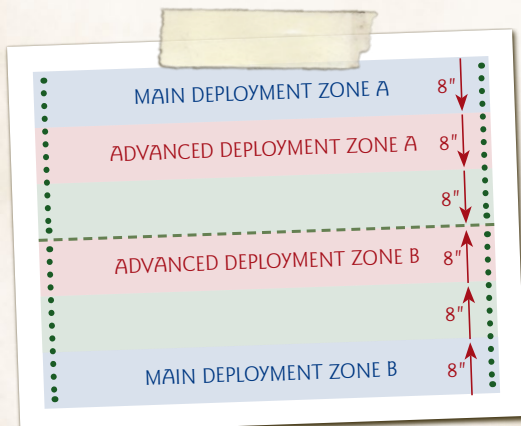 MAIN DEPLOYMENT ZONE A 8"
ADVANCED DEPLOYMENT ZONE A 8"
8"
ADVANCED DEPLOYMENT ZONE B 8"
8"
MAIN DEPLOYMENT ZONE B 8"